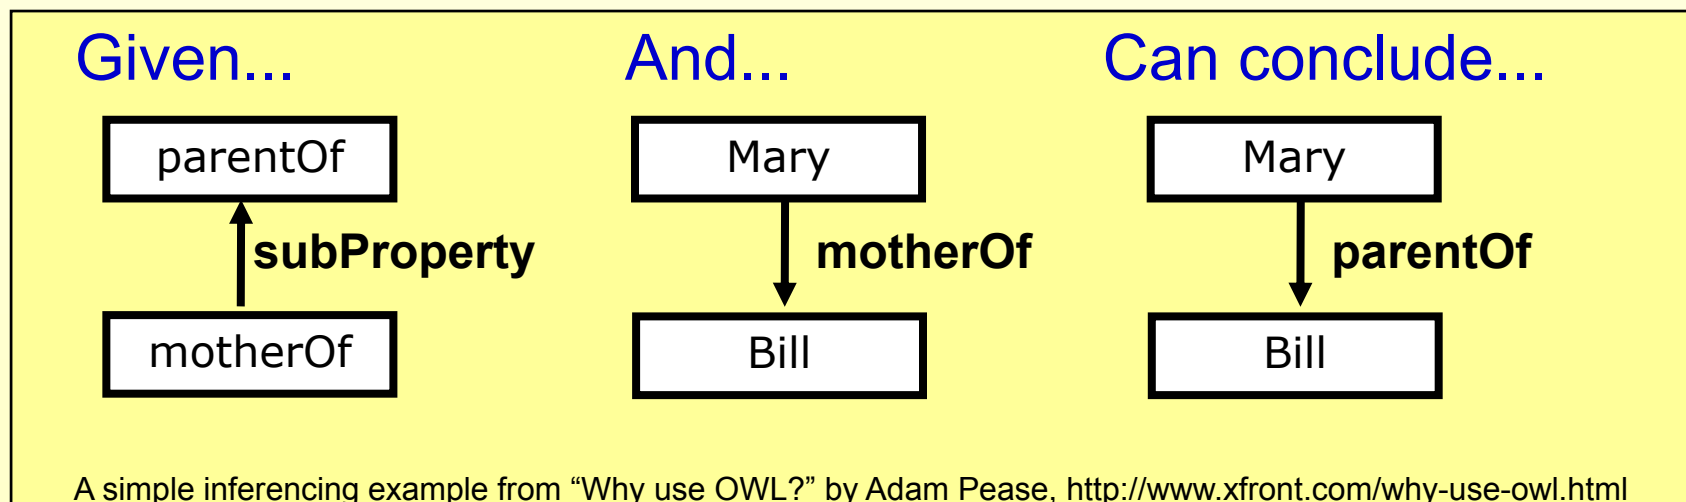 Given...
And...
Can conclude...
parentOf
subProperty
motherOf
Mary
motherOf
Bill
Mary
parentOf
Bill
A simple inferencing example from “Why use OWL?” by Adam Pease, http://www.xfront.com/why-use-owl.html